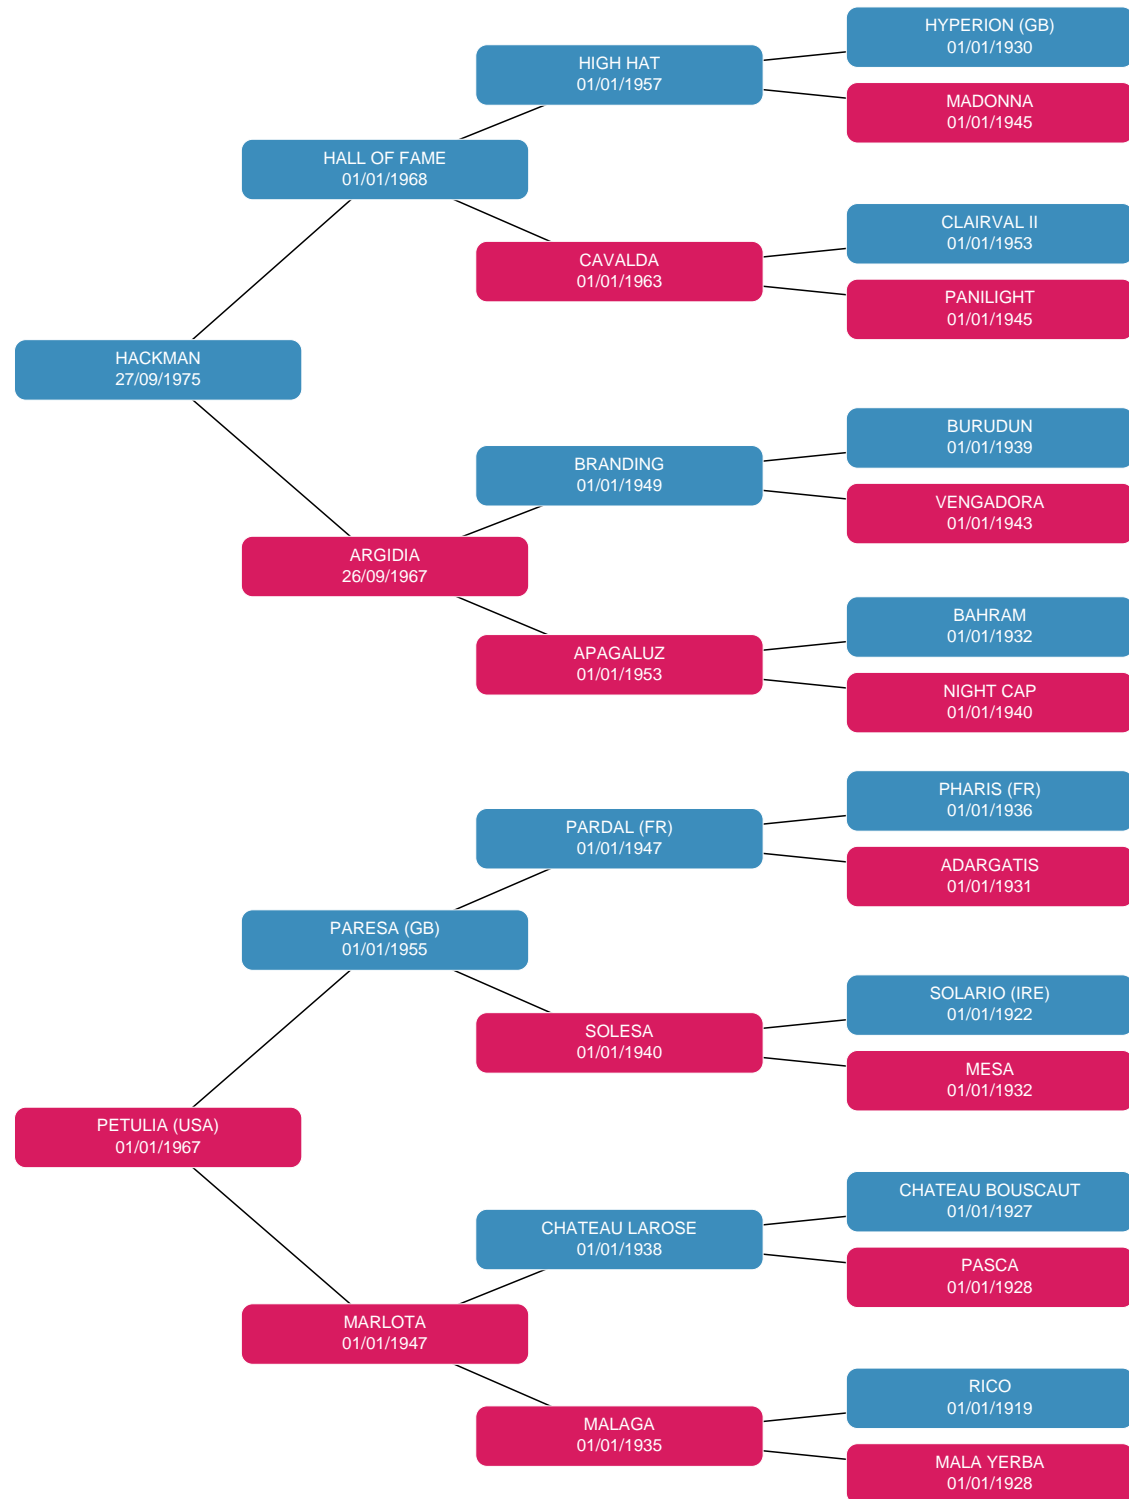 HYPERION (GB)
01/01/1930
HIGH HAT
01/01/1957
MADONNA
01/01/1945
HALL OF FAME
01/01/1968
CLAIRVAL II
01/01/1953
CAVALDA
01/01/1963
PANILIGHT
01/01/1945
HACKMAN
27/09/1975
BURUDUN
01/01/1939
BRANDING
01/01/1949
VENGADORA
01/01/1943
ARGIDIA
26/09/1967
BAHRAM
01/01/1932
APAGALUZ
01/01/1953
NIGHT CAP
01/01/1940
PHARIS (FR)
01/01/1936
PARDAL (FR)
01/01/1947
ADARGATIS
01/01/1931
PARESA (GB)
01/01/1955
SOLARIO (IRE)
01/01/1922
SOLESA
01/01/1940
MESA
01/01/1932
PETULIA (USA)
01/01/1967
CHATEAU BOUSCAUT
01/01/1927
CHATEAU LAROSE
01/01/1938
PASCA
01/01/1928
MARLOTA
01/01/1947
RICO
01/01/1919
MALAGA
01/01/1935
MALA YERBA
01/01/1928